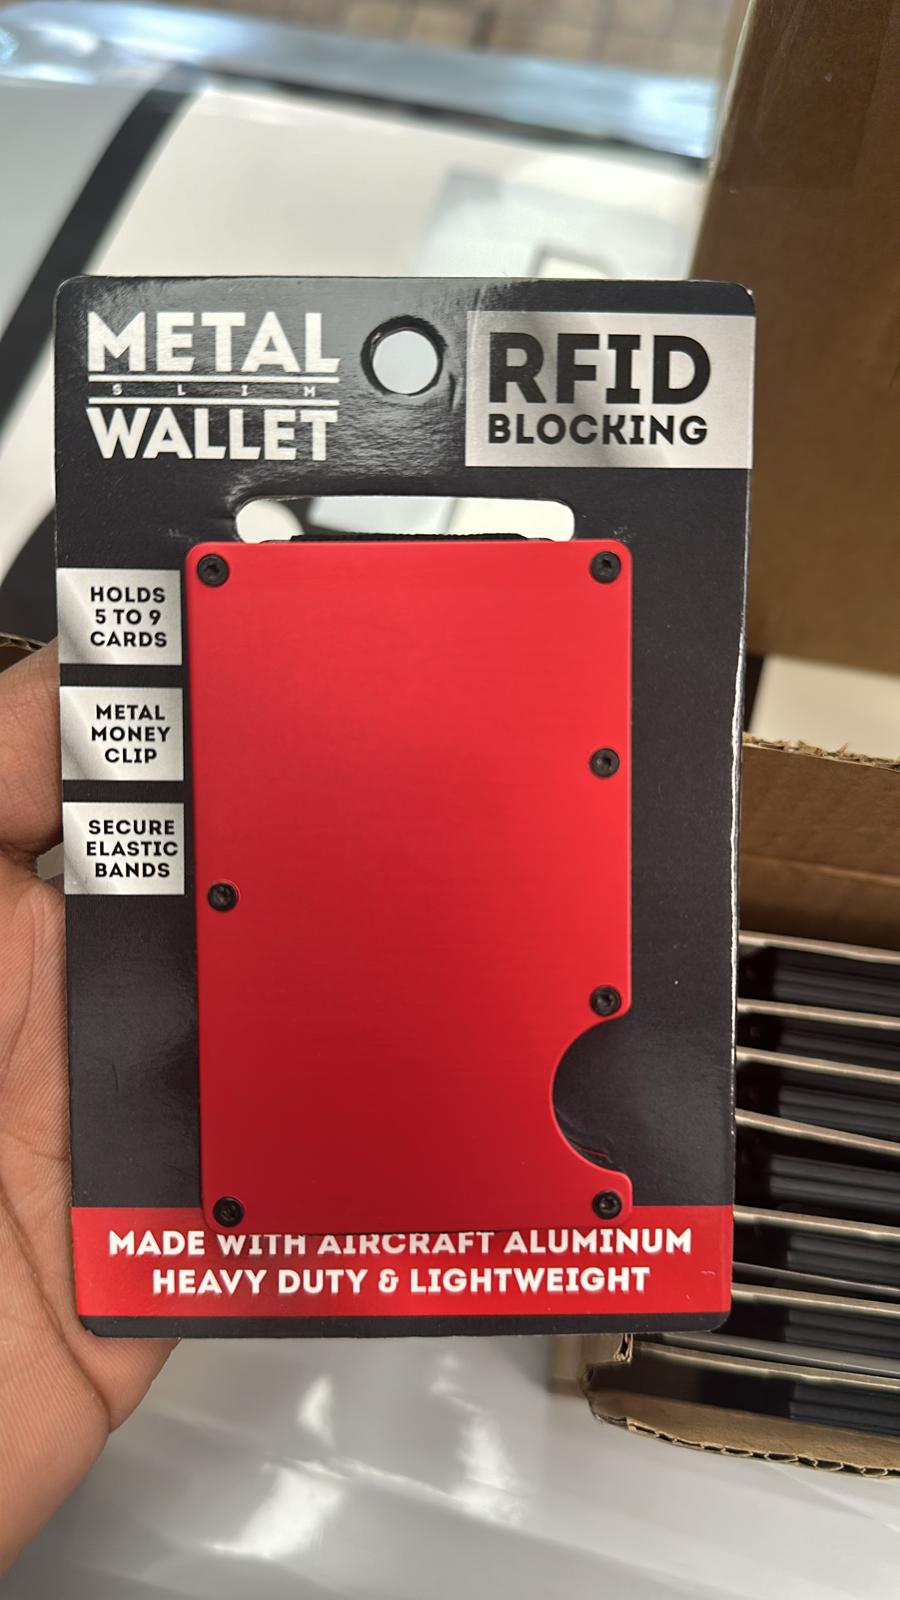 METAL
SLIM
WALLET
RFID
BLOCKING
HOLDS
5 TO 9
CARDS
METAL
MONEY
CLIP
SECURE
ELASTIC
BANDS
MADE WITH AIRCRAFT ALUMINUM
HEAVY DUTY & LIGHTWEIGHT